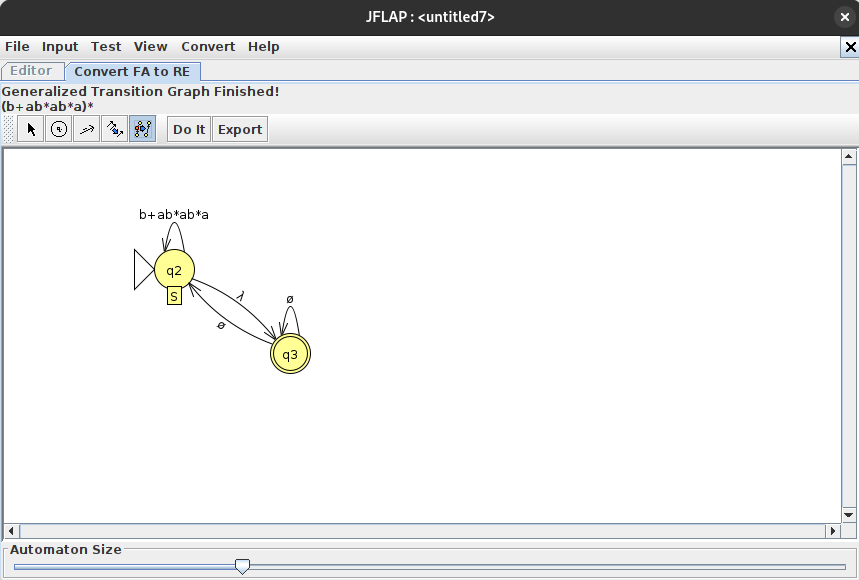 JFLAP : <untitled7>
File Input Test View Convert Help
Editor Convert FA to RE
Generalized Transition Graph Finished!
(b+ab*ab*a)*
Do It Export
b+ab*ab*a
q2
S
λ
ø
ø
q3
Automaton Size